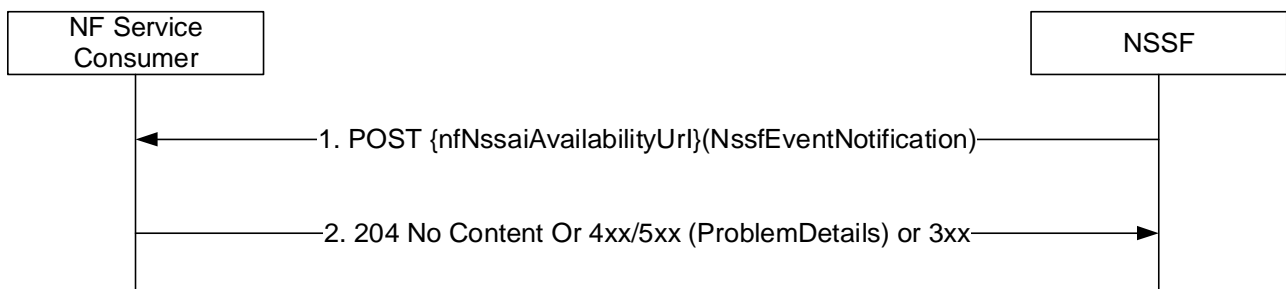 NF Service
Consumer
NSSF
1. POST {nfNssaiAvailabilityUrl}(NssfEventNotification)
2. 204 No Content Or 4xx/5xx (ProblemDetails) or 3xx